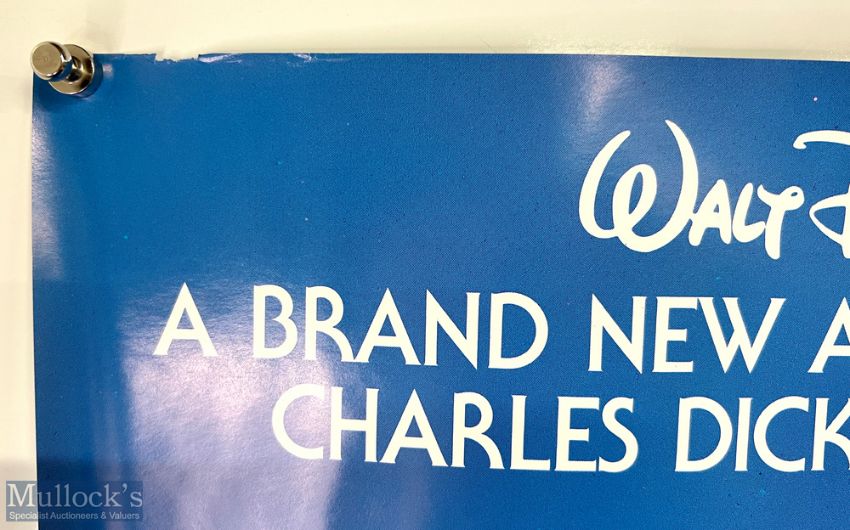 WALT
A BRAND NEW A
CHARLES DICK
Mullock's
Specialist Auctioneers & Valuers